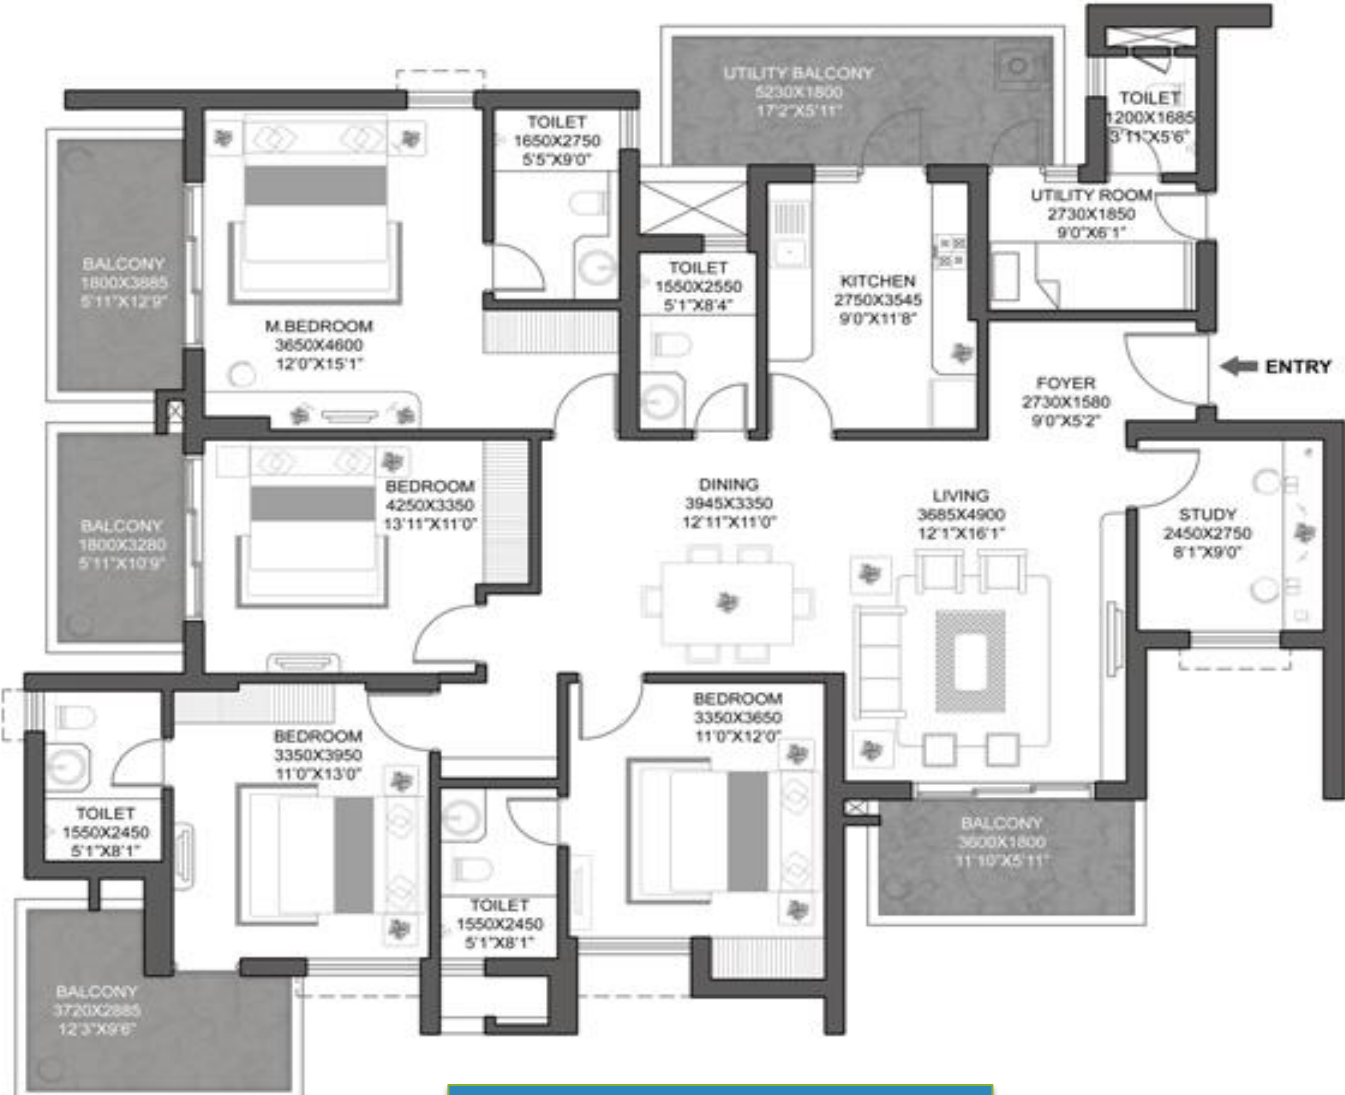 UTILITY BALCONY
5230X1800
17'2"X5'11"
TOILET
1200X1685
3'11"X5'6"
TOILET
1650X2750
5'5"X9'0"
UTILITY ROOM
2730X1850
9'0"X6'1"
BALCONY
1800X3885
5'11"X12'9"
TOILET
1550X2550
5'1"X8'4"
KITCHEN
2750X3545
9'0"X11'8"
M.BEDROOM
3650X4600
12'0"X15'1"
ENTRY
FOYER
2730X1580
9'0"X5'2"
BEDROOM
4250X3350
13'11"X11'0"
DINING
3945X3350
12'11"X11'0"
LIVING
3685X4900
12'1"X16'1"
STUDY
2450X2750
8'1"X9'0"
BALCONY
1800X3280
5'11"X10'9"
BEDROOM
3350X3650
11'0"X12'0"
BEDROOM
3350X3950
11'0"X13'0"
TOILET
1550X2450
5'1"X8'1"
BALCONY
3600X1800
11'10"X5'11"
TOILET
1550X2450
5'1"X8'1"
BALCONY
3720X2885
12'3"X9'6"